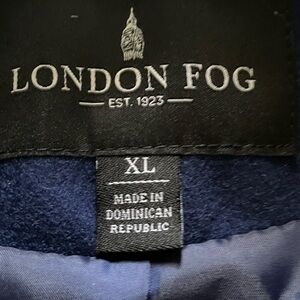 LONDON FOG
EST. 1923
XL
MADE IN
DOMINICAN
REPUBLIC